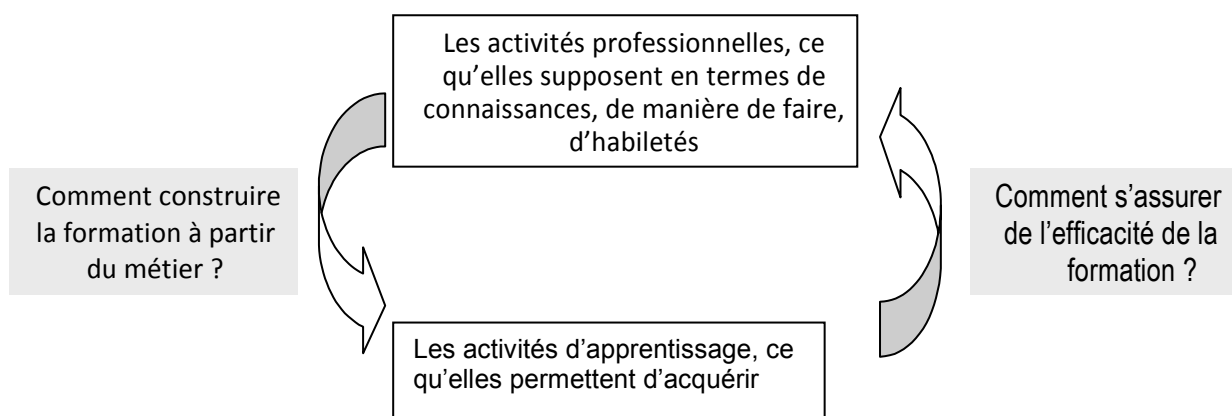 Les activités professionnelles, ce
qu’elles supposent en termes de
connaissances, de manière de faire,
d’habiletés
Comment construire
la formation à partir
du métier ?
Comment s’assurer
de l’efficacité de la
formation ?
Les activités d’apprentissage, ce
qu’elles permettent d’acquérir